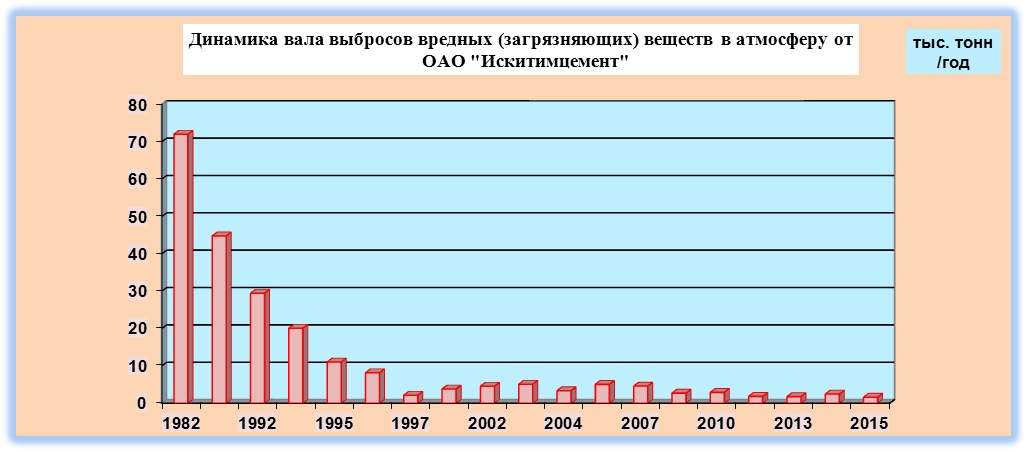 Динамика вала выбросов вредных (загрязняющих) веществ в атмосферу от
ОАО "Искитимцемент"
тыс. тонн
/год
80
70
60
50
40
30
20
10
0
1982 1992 1995 1997 2002 2004 2007 2010 2013 2015